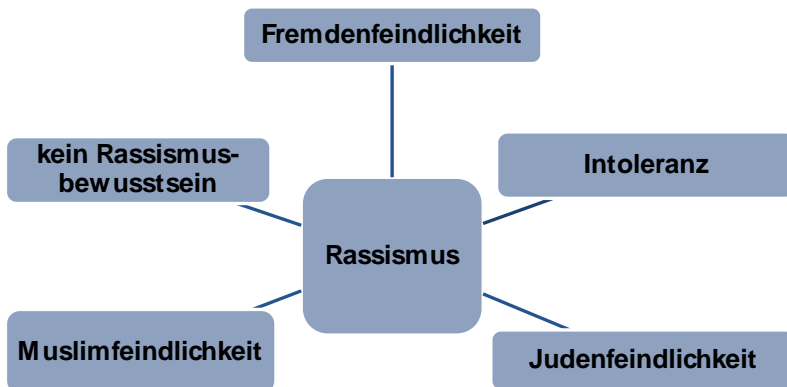 Fremdenfeindlichkeit
kein Rassismus-
bewusstsein
Intoleranz
Rassismus
Muslimfeindlichkeit
Judenfeindlichkeit